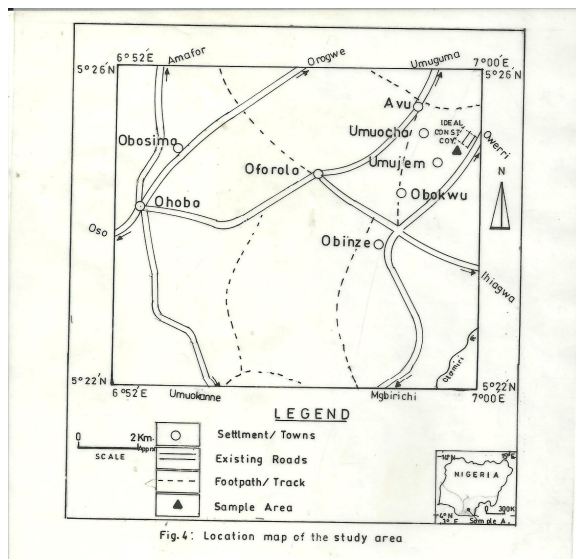 6°52′E
Amafor
Orogwe
Umuguma
7°00′E
5°26′N
5°26′N
Avu
IDEAL
CONST
COY.
Umuocha
Owerri
Obosima
Umujem
Oforola
N
Obokwu
Ohoba
Oso
Obinze
Ihiagwa
Otamiri
5°22′N
5°22′N
6°52′E
Umuokanne
Mgbirichi
7°00′E
LEGEND
0 2Km.
SCALE
Settlment/Towns
Existing Roads
Footpath/Track
Sample Area
NIGERIA
0 300K
Sample A.
Fig.4: Location map of the study area